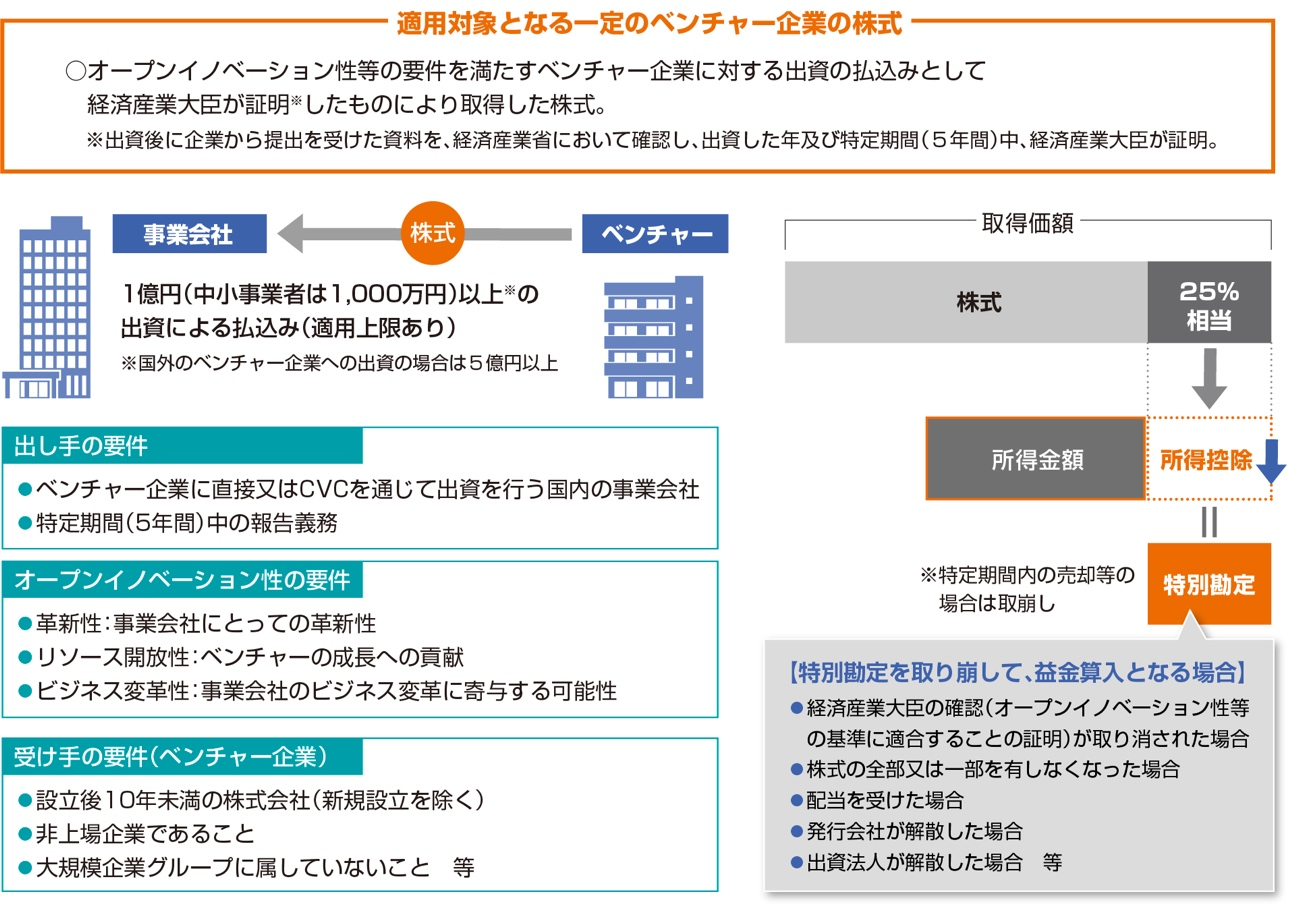 適用対象となる一定のベンチャー企業の株式
○オープンイノベーション性等の要件を満たすベンチャー企業に対する出資の払込みとして
経済産業大臣が証明※したものにより取得した株式。
※出資後に企業から提出を受けた資料を、経済産業省において確認し、出資した年及び特定期間（５年間）中、経済産業大臣が証明。
事業会社
株式
ベンチャー
1億円（中小事業者は1,000万円）以上※の
出資による払込み（適用上限あり）
※国外のベンチャー企業への出資の場合は５億円以上
出し手の要件
●ベンチャー企業に直接又はCVCを通じて出資を行う国内の事業会社
●特定期間（5年間）中の報告義務
オープンイノベーション性の要件
●革新性：事業会社にとっての革新性
●リソース開放性：ベンチャーの成長への貢献
●ビジネス変革性：事業会社のビジネス変革に寄与する可能性
受け手の要件（ベンチャー企業）
●設立後10年未満の株式会社（新規設立を除く）
●非上場企業であること
●大規模企業グループに属していないこと　等
取得価額
株式
25%
相当
所得金額
所得控除
※特定期間内の売却等の
場合は取崩し
特別勘定
【特別勘定を取り崩して、益金算入となる場合】
●経済産業大臣の確認（オープンイノベーション性等
の基準に適合することの証明）が取り消された場合
●株式の全部又は一部を有しなくなった場合
●配当を受けた場合
●発行会社が解散した場合
●出資法人が解散した場合　等